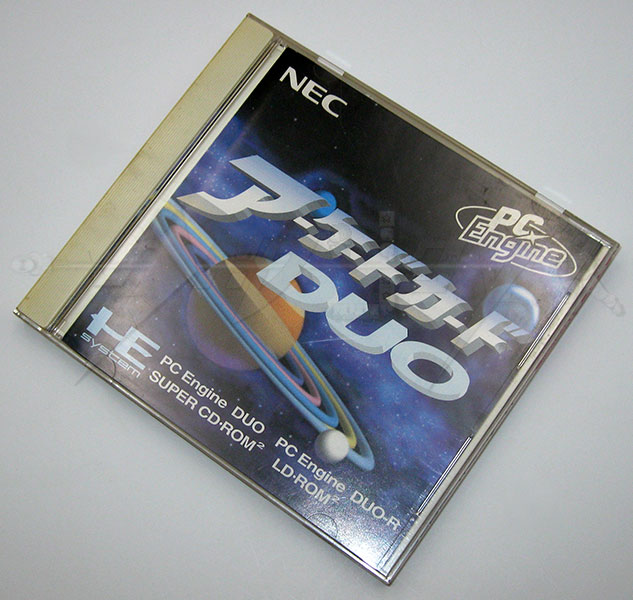 NEC
アーケードカード
DUO
PC
Engine
HE
system
PC Engine DUO
SUPER CD•ROM²
PC Engine DUO-R
LD•ROM²